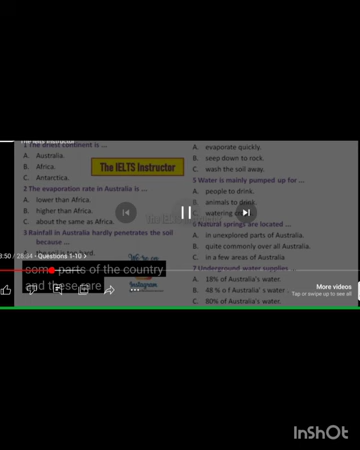 1 The driest continent is ...
A. Australia.
B. Africa.
C. Antarctica.
The IELTS Instructor
2 The evaporation rate in Australia is ...
A. lower than Africa.
B. higher than Africa.
C. about the same as Africa.
3 Rainfall in Australia hardly penetrates the soil
because ...
some parts of the country
and these are
3:50 / 26:34 • Questions 1-10 >
Instagram
A. evaporate quickly.
B. seep down to rock.
C. wash the soil away.
5 Water is mainly pumped up for ...
A. people to drink.
B. animals to drink.
C. watering
6 Natural springs are located ...
A. in unexplored parts of Australia.
B. quite commonly over all Australia.
C. in a few areas of Australia.
7 Underground water supplies
A. 18% of Australia's water.
B. 48 % o f Australia' s water
C. 80% of Australia's water.
More videos
Tap or swipe up to see all
InShOt